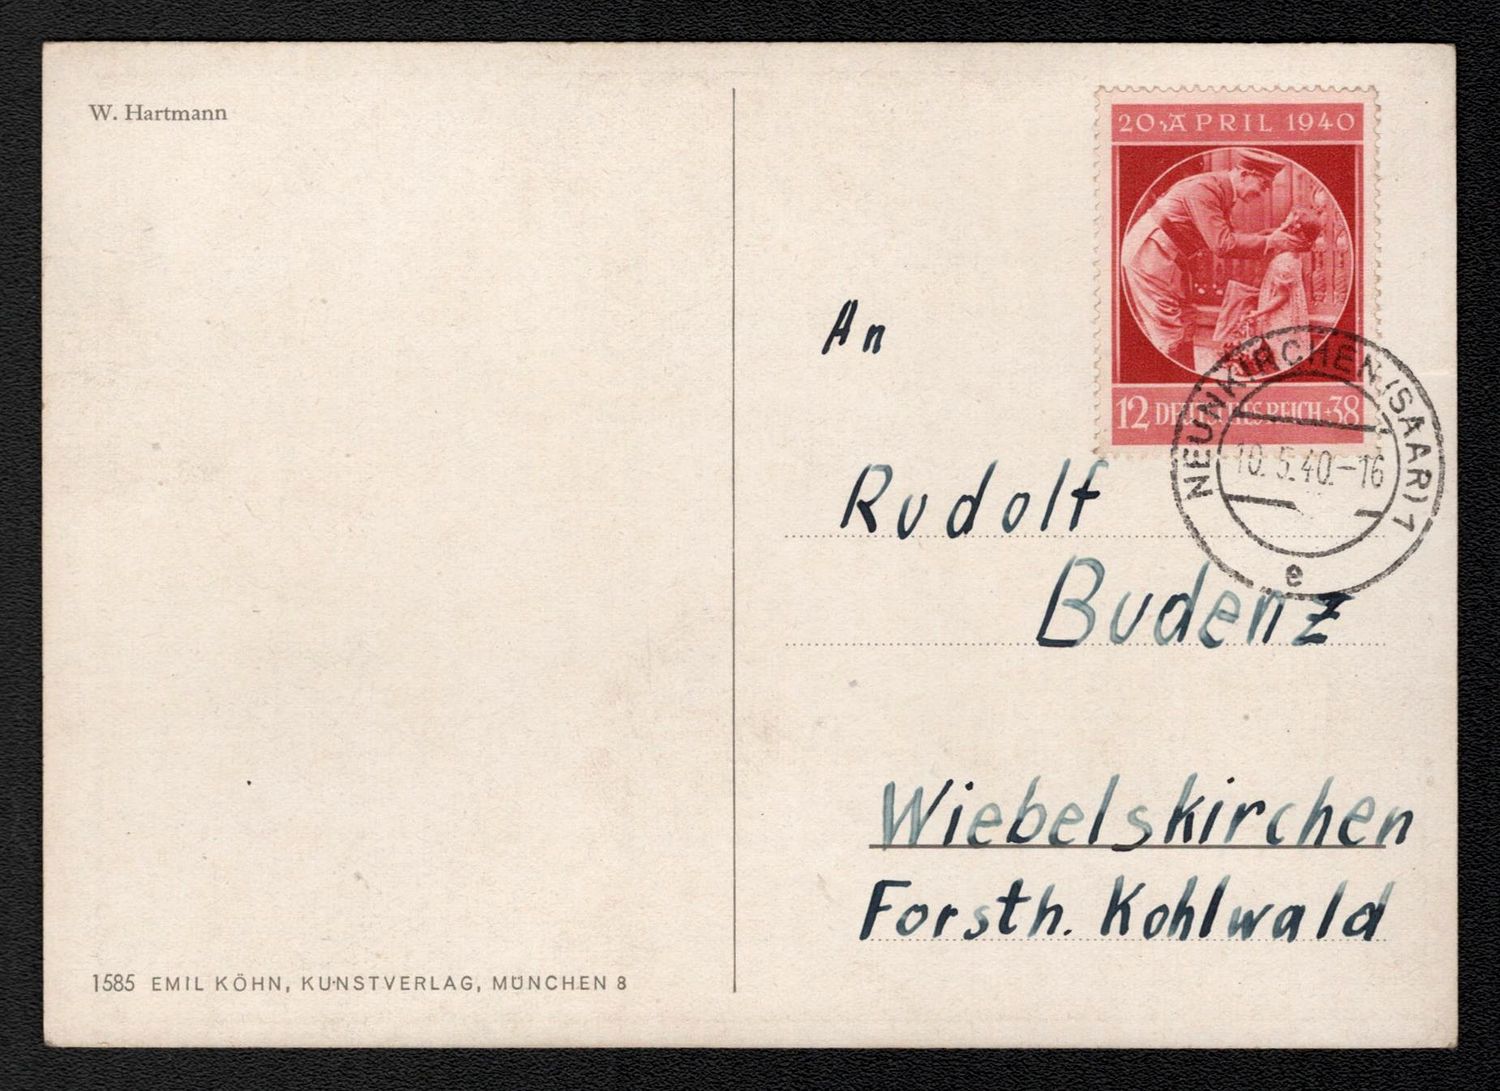 W. Hartmann
20. APRIL 1940
12 DEUTSCHES REICH+38
NEUNKIRCHEN (SAAR) 1
10.5.40.-16
e
An
Rudolf
Budenz
Wiebelskirchen
Forsth. Kohlwald
1585 EMIL KÖHN, KUNSTVERLAG, MÜNCHEN 8